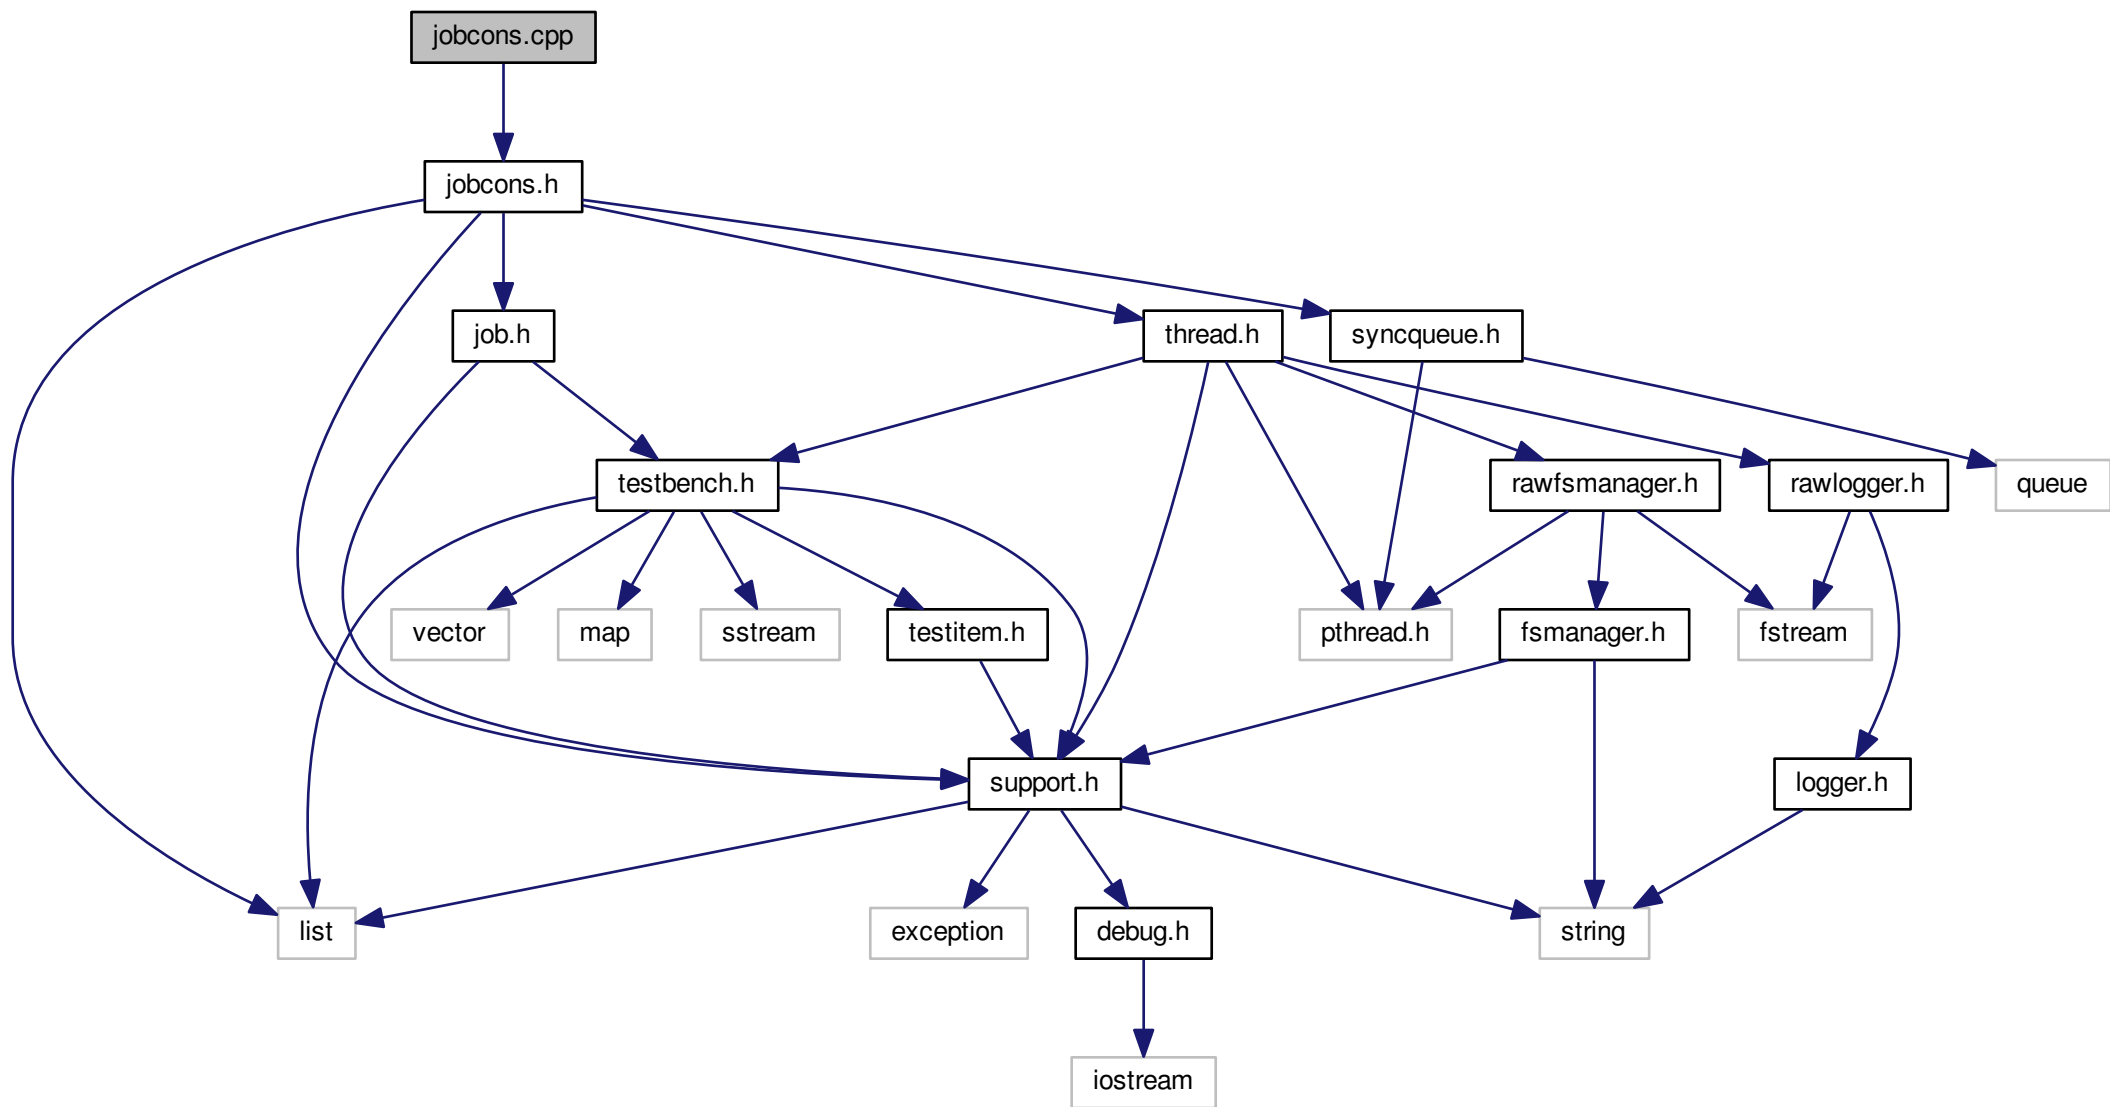 jobcons.cpp
jobcons.h
job.h
thread.h
syncqueue.h
testbench.h
rawfsmanager.h
rawlogger.h
queue
vector
map
sstream
testitem.h
pthread.h
fsmanager.h
fstream
support.h
logger.h
list
exception
debug.h
string
iostream